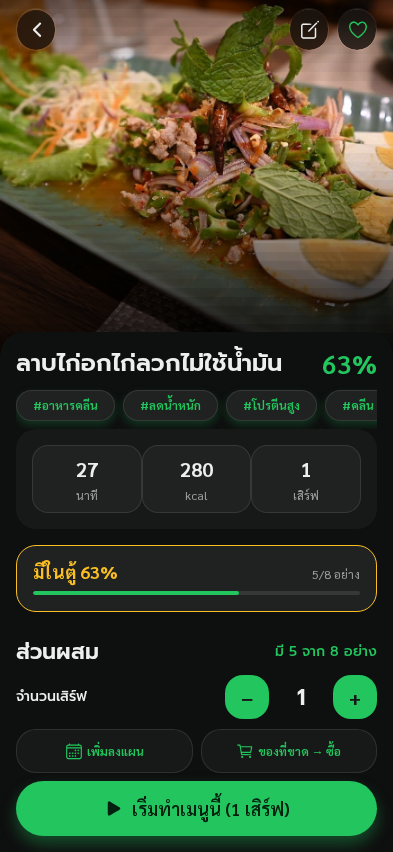 ลาบไก่อกไก่ลวกไม่ใช้น้ำมัน 63%
#อาหารคลีน #ลดน้ำหนัก #โปรตีนสูง #คลีน
27 280 1
นาที kcal เสิร์ฟ
มีในตู้ 63% 5/8 อย่าง
ส่วนผสม มี 5 จาก 8 อย่าง
จำนวนเสิร์ฟ − 1 +
เพิ่มลงแผน ของที่ขาด → ซื้อ
เริ่มทำเมนูนี้ (1 เสิร์ฟ)